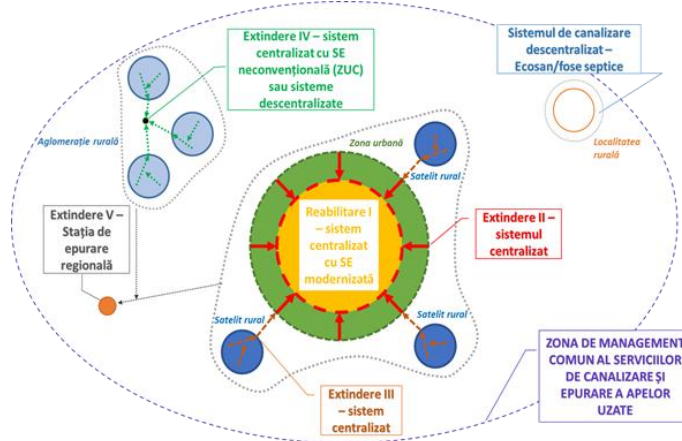 Extindere IV – sistem
centralizat cu SE
neconvențională (ZUC)
sau sisteme
descentralizate
Sistemul de canalizare
descentralizat –
Ecosan/fose septice
Aglomerație rurală
Zona urbană
Localitatea
rurală
Satelit rural
Extindere V –
Stația de
epurare
regională
Reabilitare I
– sistem
centralizat
cu SE
modernizată
Extindere II –
sistemul
centralizat
Satelit rural
Satelit rural
Extindere III
– sistem
centralizat
ZONA DE MANAGEMENT
COMUN AL SERVICIILOR
DE CANALIZARE ȘI
EPURARE A APELOR
UZATE